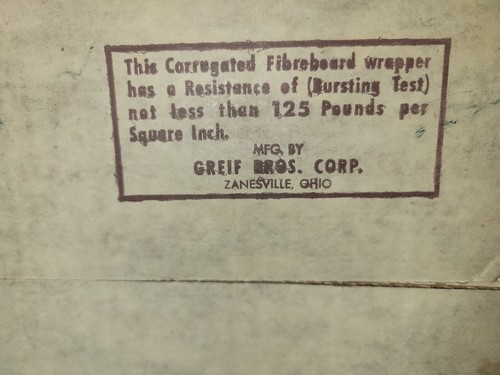 This Corrugated Fibreboard wrapper
has a Resistance of (Bursting Test)
not Less than 125 Pounds per
Square Inch.
MFG, BY
GREIF BROS. CORP.
ZANESVILLE, OHIO